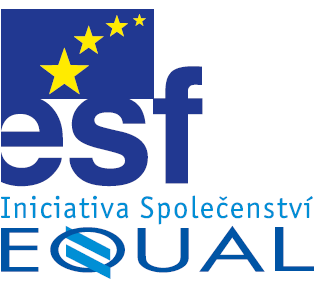 esf
Iniciativa Společenství
EQUAL